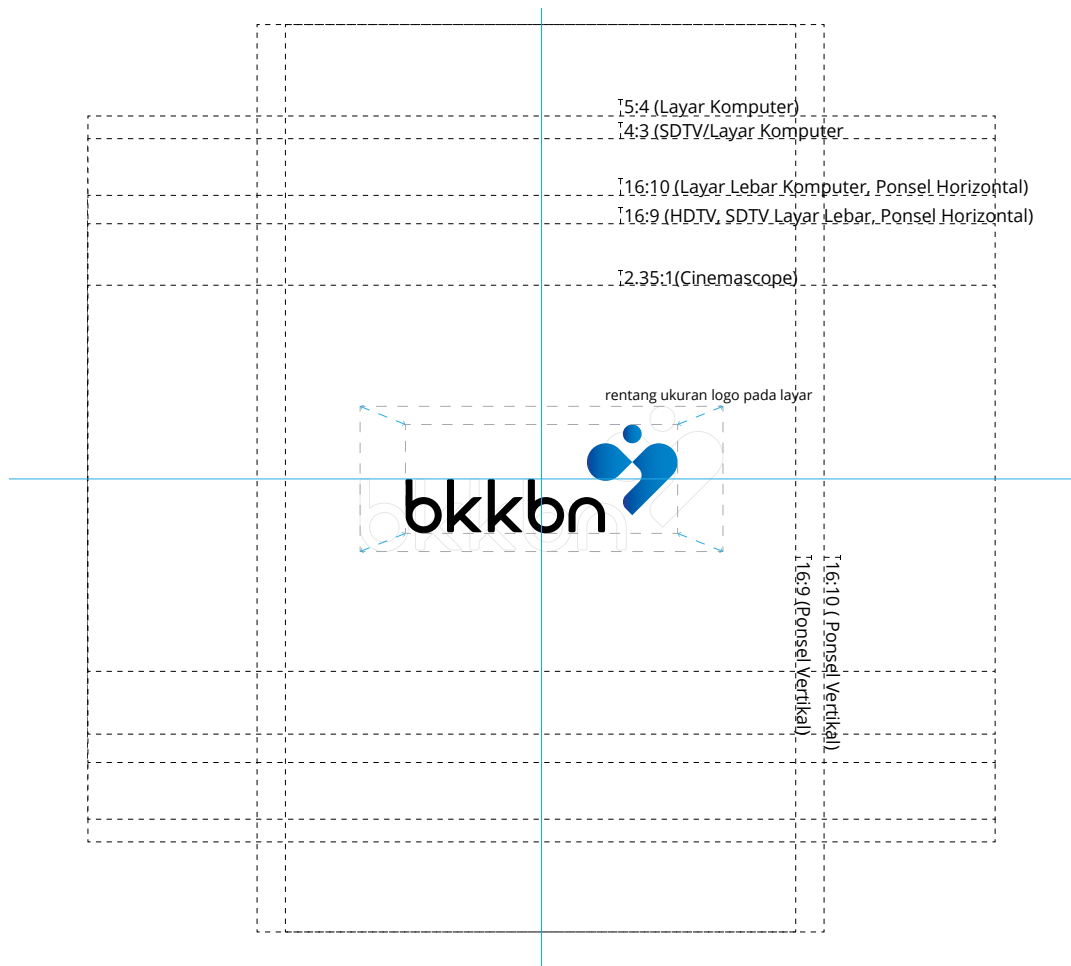 5:4 (Layar Komputer)
4:3 (SDTV/Layar Komputer
16:10 (Layar Lebar Komputer, Ponsel Horizontal)
16:9 (HDTV, SDTV Layar Lebar, Ponsel Horizontal)
2.35:1(Cinemascope)
rentang ukuran logo pada layar
bkkbn
16:9 (Ponsel Vertikal)
16:10 ( Ponsel Vertikal)